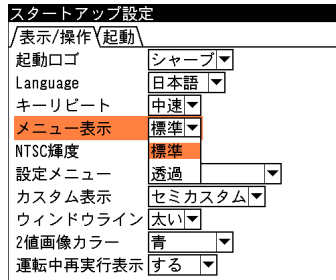 スタートアップ設定
表示/操作 起動
起動ロゴ シャープ▼
Language 日本語 ▼
キーリピート 中速▼
メニュー表示 標準▼
標準
NTSC輝度
透過
設定メニュー ▼
カスタム表示 セミカスタム▼
ウィンドウライン 太い▼
2値画像カラー 青 ▼
運転中再実行表示 する ▼